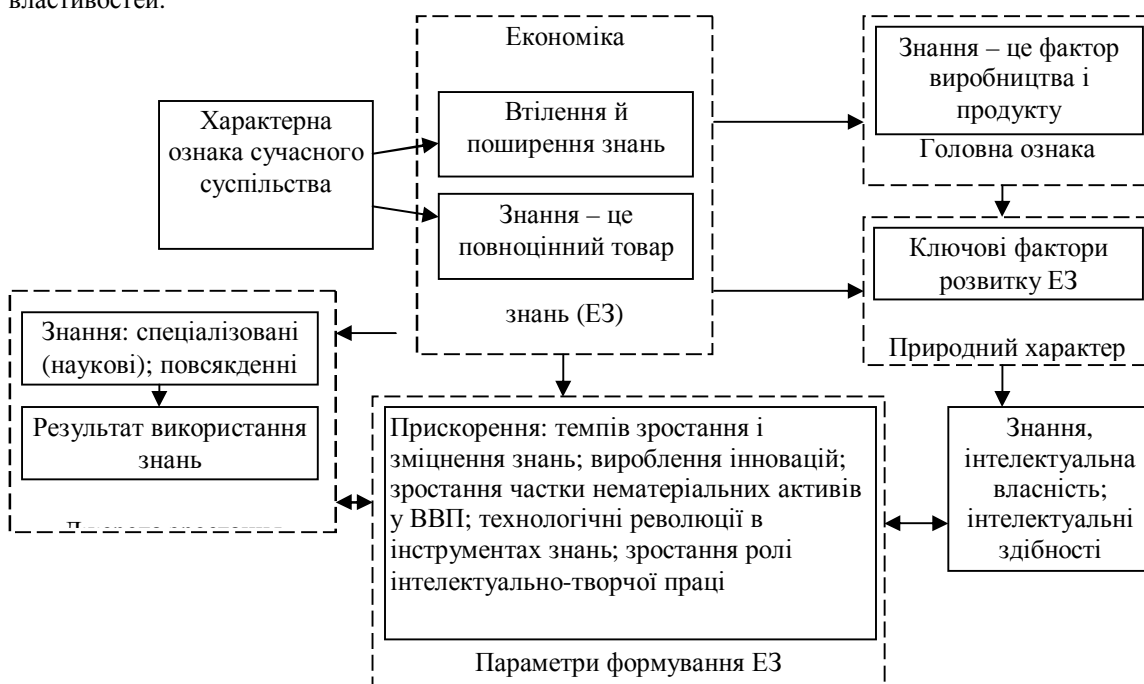 властивостей.
Економіка
Втілення й
поширення знань
Знання – це
повноцінний товар
знань (ЕЗ)
Характерна
ознака сучасного
суспільства
Знання – це фактор
виробництва і
продукту
Головна ознака
Ключові фактори
розвитку ЕЗ
Природний характер
Знання: спеціалізовані
(наукові); повсякденні
Результат використання
знань
Прискорення: темпів зростання і
зміцнення знань; вироблення інновацій;
зростання частки нематеріальних активів
у ВВП; технологічні революції в
інструментах знань; зростання ролі
інтелектуально-творчої праці
Параметри формування ЕЗ
Знання,
інтелектуальна
власність;
інтелектуальні
здібності